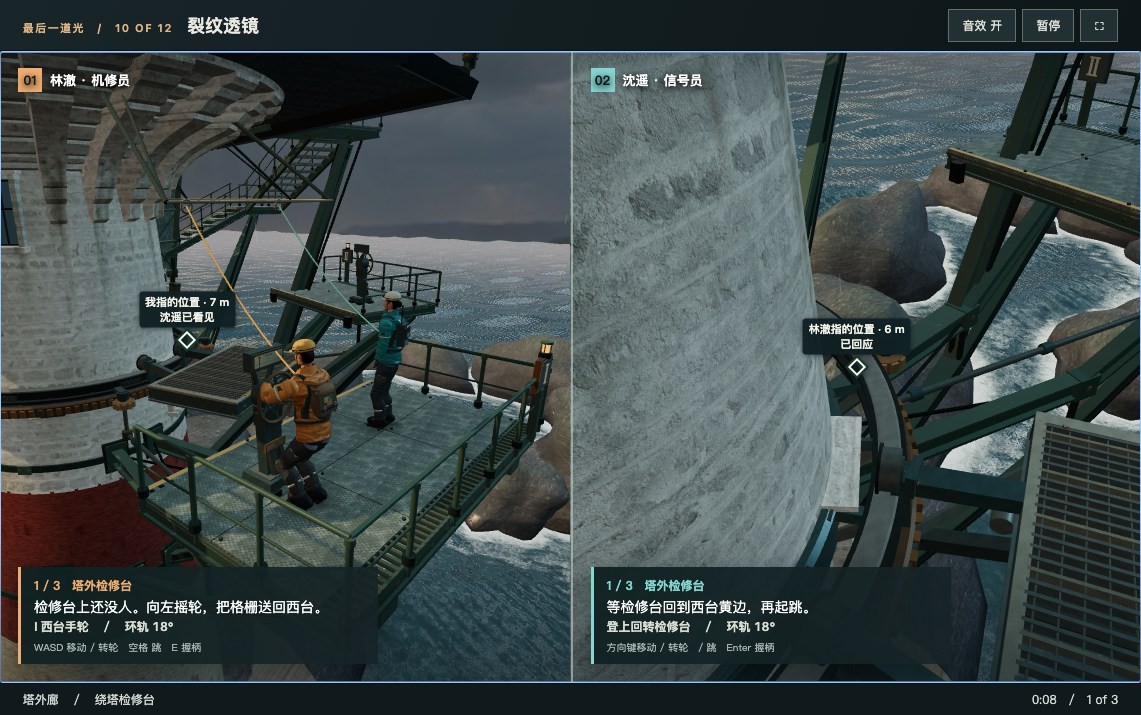 最后一道光 / 10 OF 12 裂纹透镜
音效 开 暂停
01 林澈 · 机修员
我指的位置 · 7 m
沈遥已看见
1 / 3 塔外检修台
检修台上还没人。向左摇轮，把格栅送回西台。
I 西台手轮 / 环轨 18°
WASD 移动 / 转轮 空格 跳 E 握柄
02 沈遥 · 信号员
II
林澈指的位置 · 6 m
已回应
1 / 3 塔外检修台
等检修台回到西台黄边，再起跳。
登上回转检修台 / 环轨 18°
方向键移动 / 转轮 / 跳 Enter 握柄
塔外廊 / 绕塔检修台
0:08 / 1 of 3